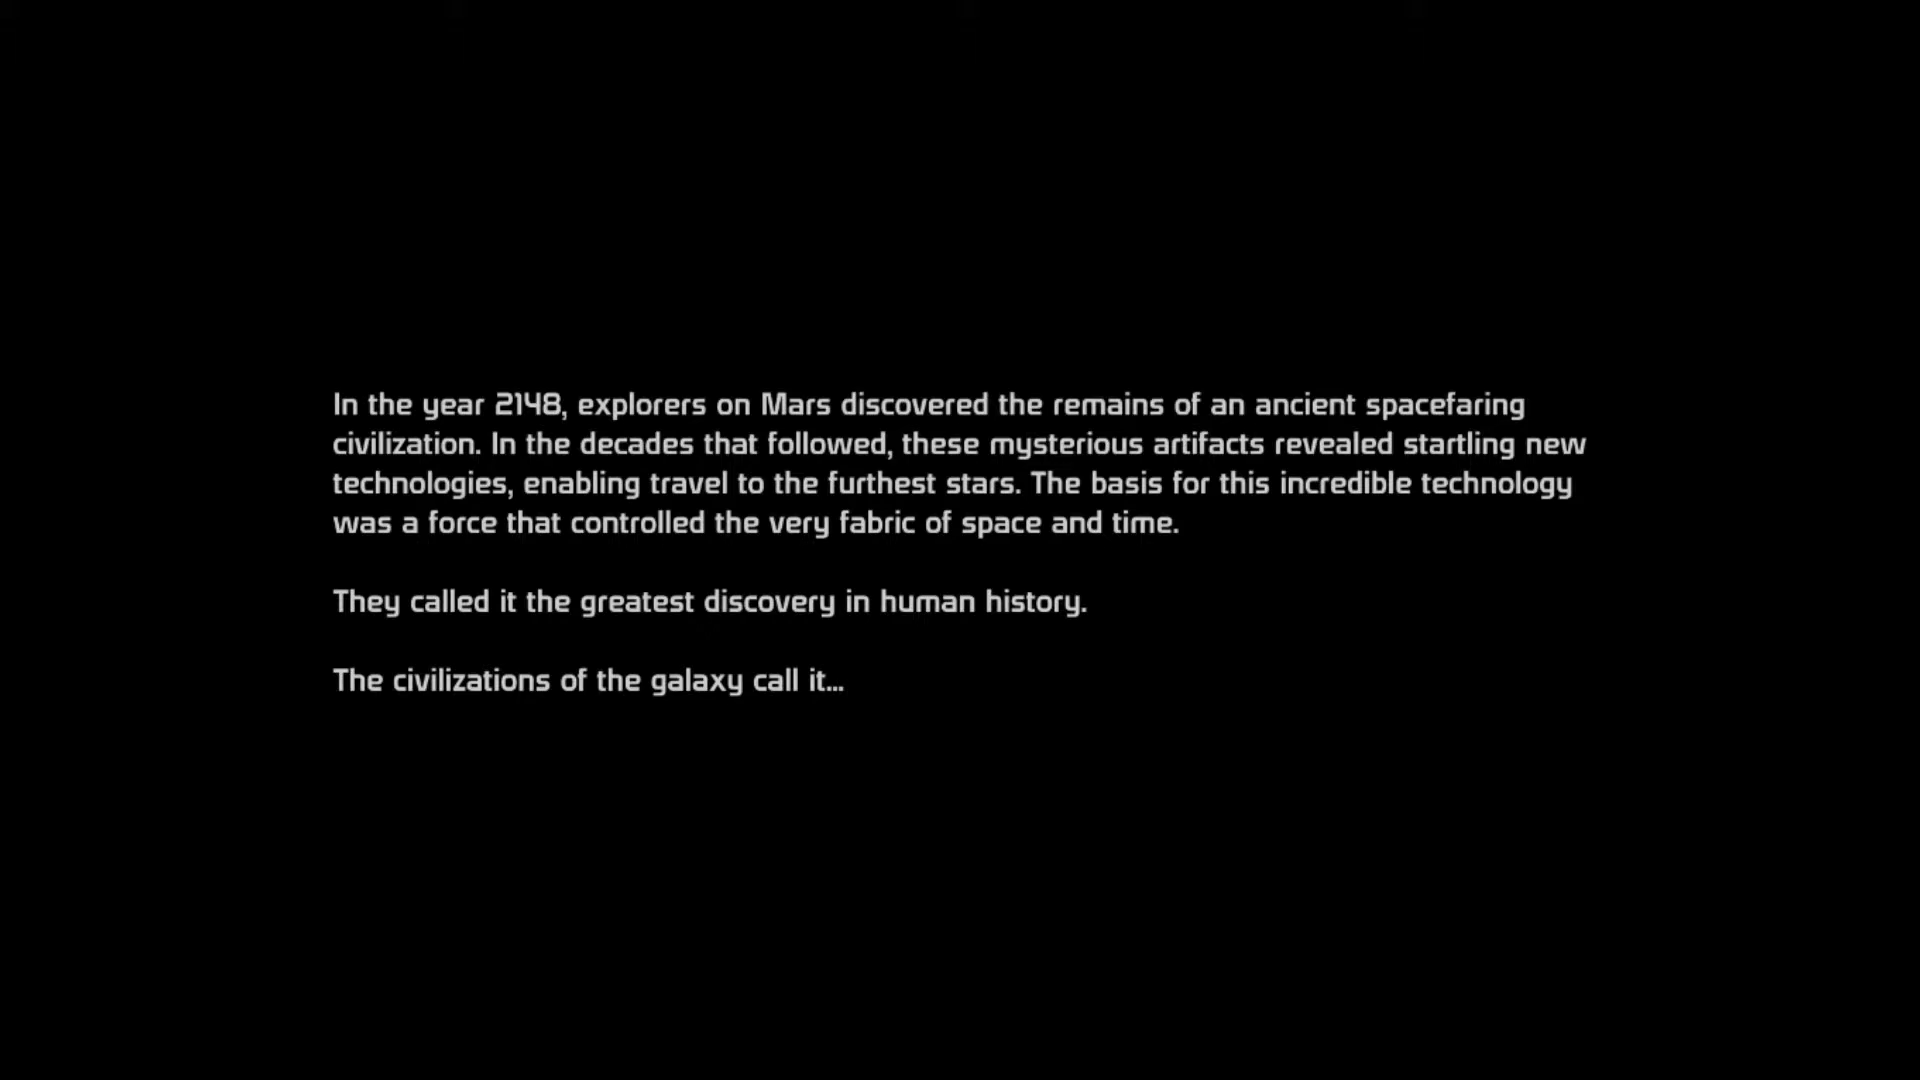 In the year 2148, explorers on Mars discovered the remains of an ancient spacefaring
civilization. In the decades that followed, these mysterious artifacts revealed startling new
technologies, enabling travel to the furthest stars. The basis for this incredible technology
was a force that controlled the very fabric of space and time.
They called it the greatest discovery in human history.
The civilizations of the galaxy call it...